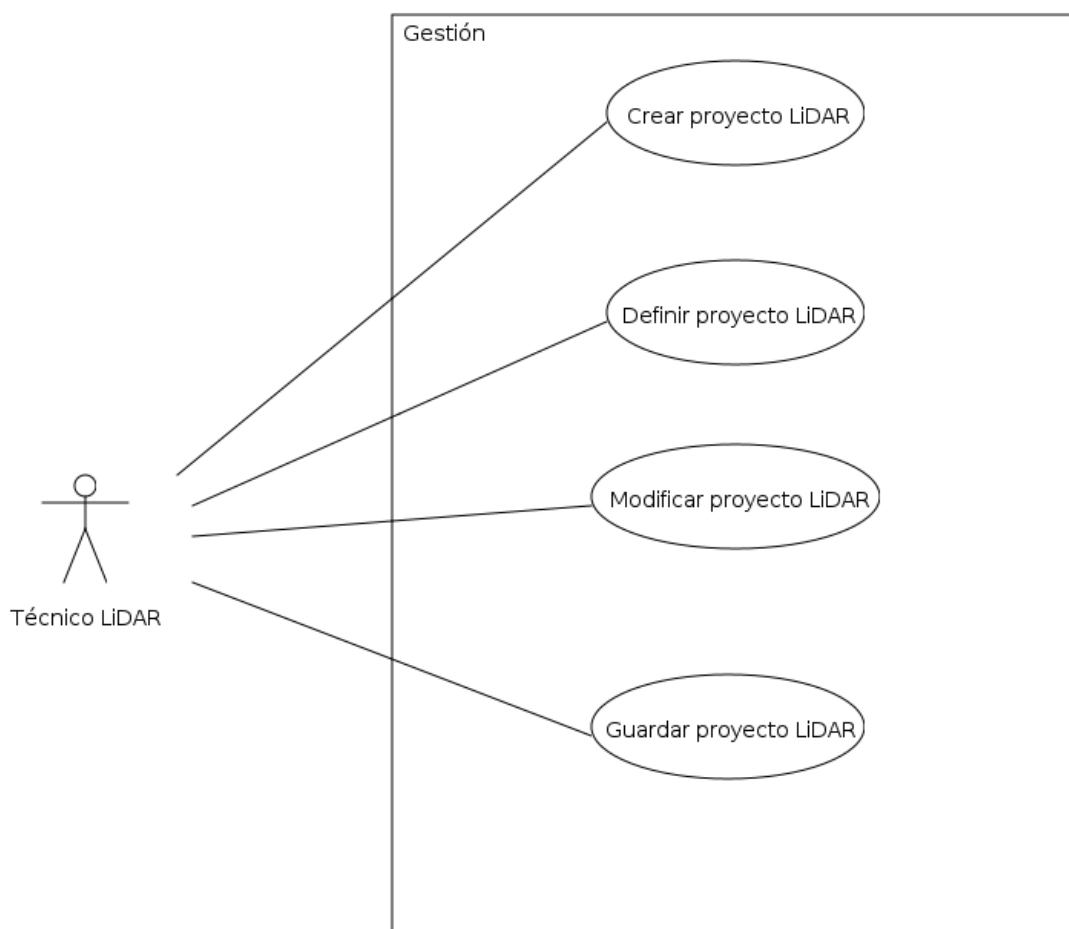 Gestión
Crear proyecto LiDAR
Definir proyecto LiDAR
Modificar proyecto LiDAR
Técnico LiDAR
Guardar proyecto LiDAR